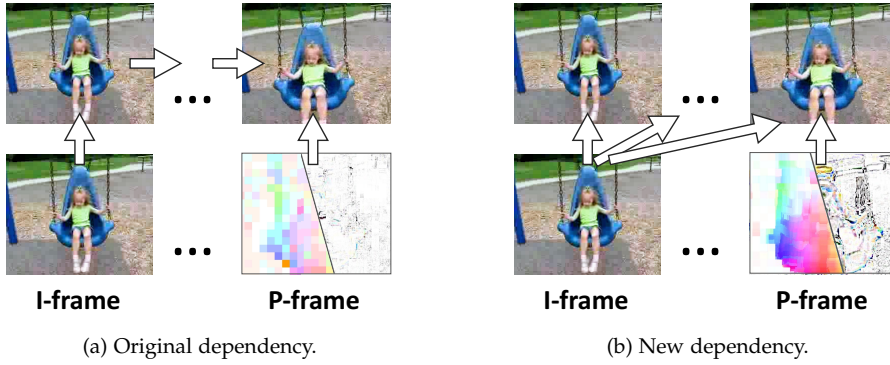 I-frame
P-frame
I-frame
P-frame
(a) Original dependency.
(b) New dependency.